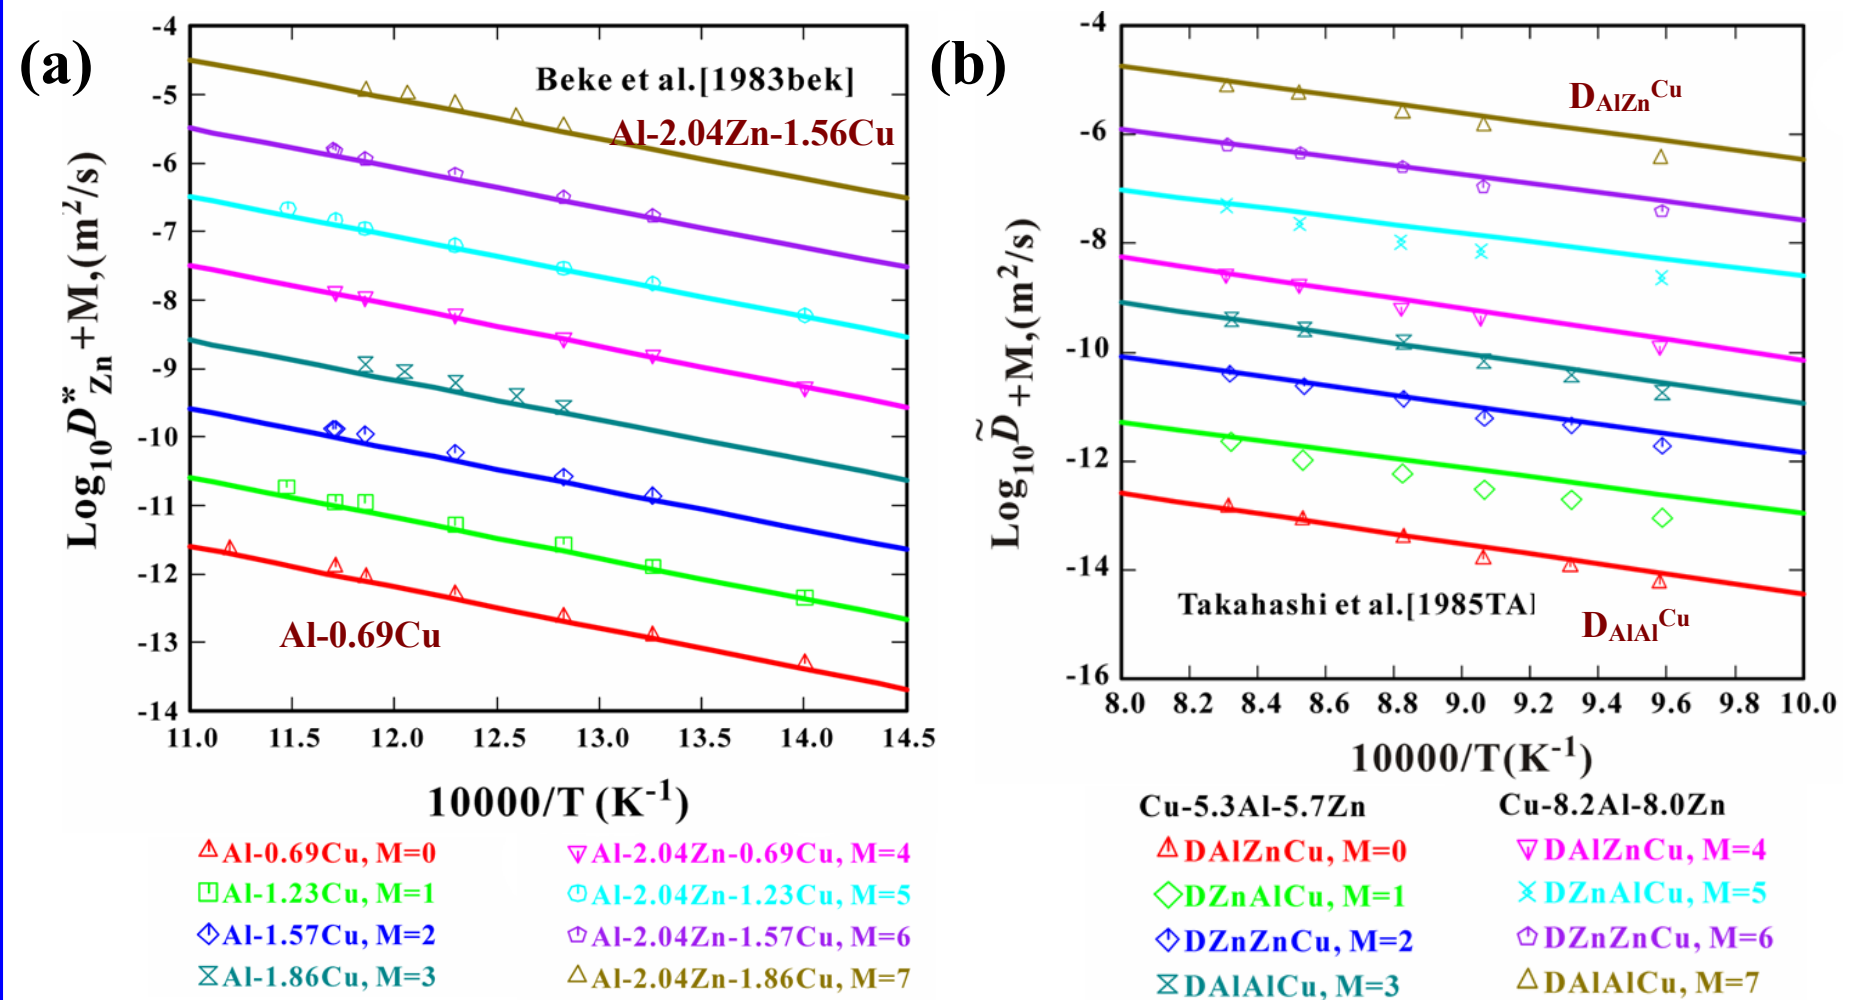 (a)
Log10D*Zn+M,(m2/s)
-4
-5
-6
-7
-8
-9
-10
-11
-12
-13
-14
Beke et al.[1983bek]
Al-2.04Zn-1.56Cu
Al-0.69Cu
11.0 11.5 12.0 12.5 13.0 13.5 14.0 14.5
10000/T (K-1)
Al-0.69Cu, M=0
Al-1.23Cu, M=1
Al-1.57Cu, M=2
Al-1.86Cu, M=3
Al-2.04Zn-0.69Cu, M=4
Al-2.04Zn-1.23Cu, M=5
Al-2.04Zn-1.57Cu, M=6
Al-2.04Zn-1.86Cu, M=7
(b)
Log10D̃+M,(m2/s)
-4
-6
-8
-10
-12
-14
-16
DAlZnCu
Takahashi et al.[1985TA]
DAlAlCu
8.0 8.2 8.4 8.6 8.8 9.0 9.2 9.4 9.6 9.8 10.0
10000/T(K-1)
Cu-5.3Al-5.7Zn
DAlZnCu, M=0
DZnAlCu, M=1
DZnZnCu, M=2
DAlAlCu, M=3
Cu-8.2Al-8.0Zn
DAlZnCu, M=4
DZnAlCu, M=5
DZnZnCu, M=6
DAlAlCu, M=7